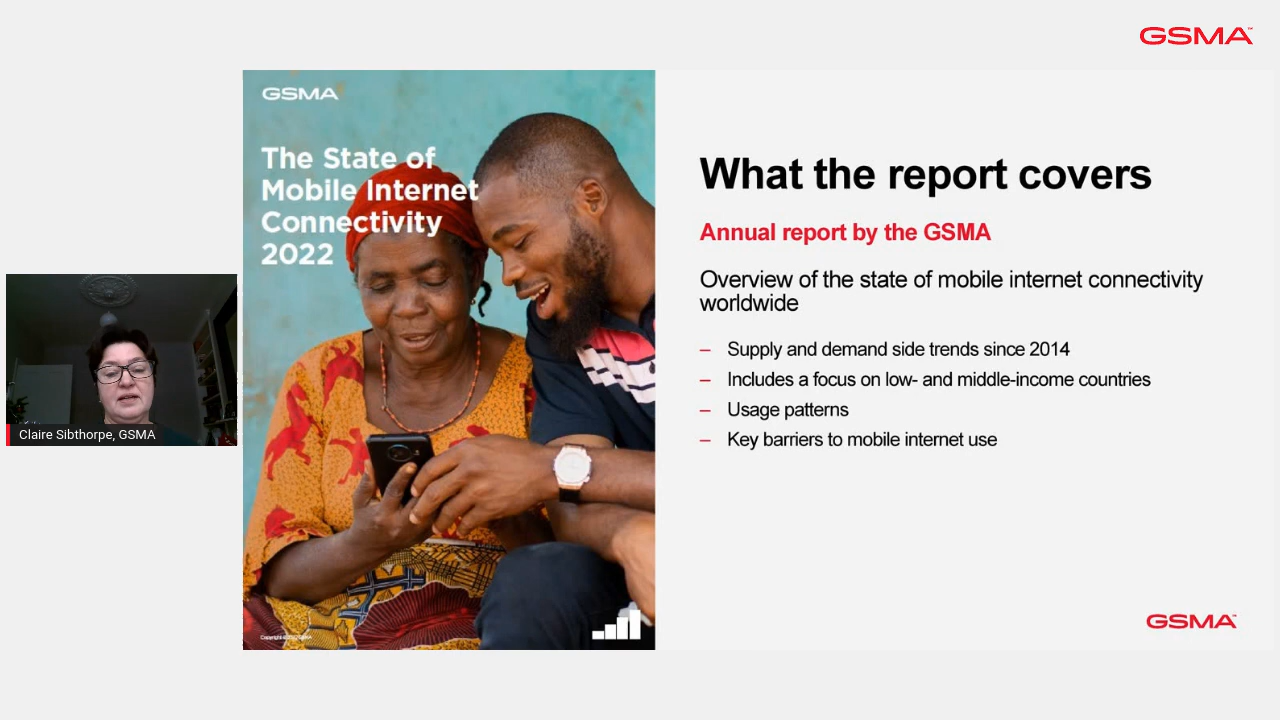 GSMA
GSMA
The State of
Mobile Internet
Connectivity
2022
What the report covers
Annual report by the GSMA
Overview of the state of mobile internet connectivity
worldwide
– Supply and demand side trends since 2014
– Includes a focus on low- and middle-income countries
– Usage patterns
– Key barriers to mobile internet use
Claire Sibthorpe, GSMA
GSMA